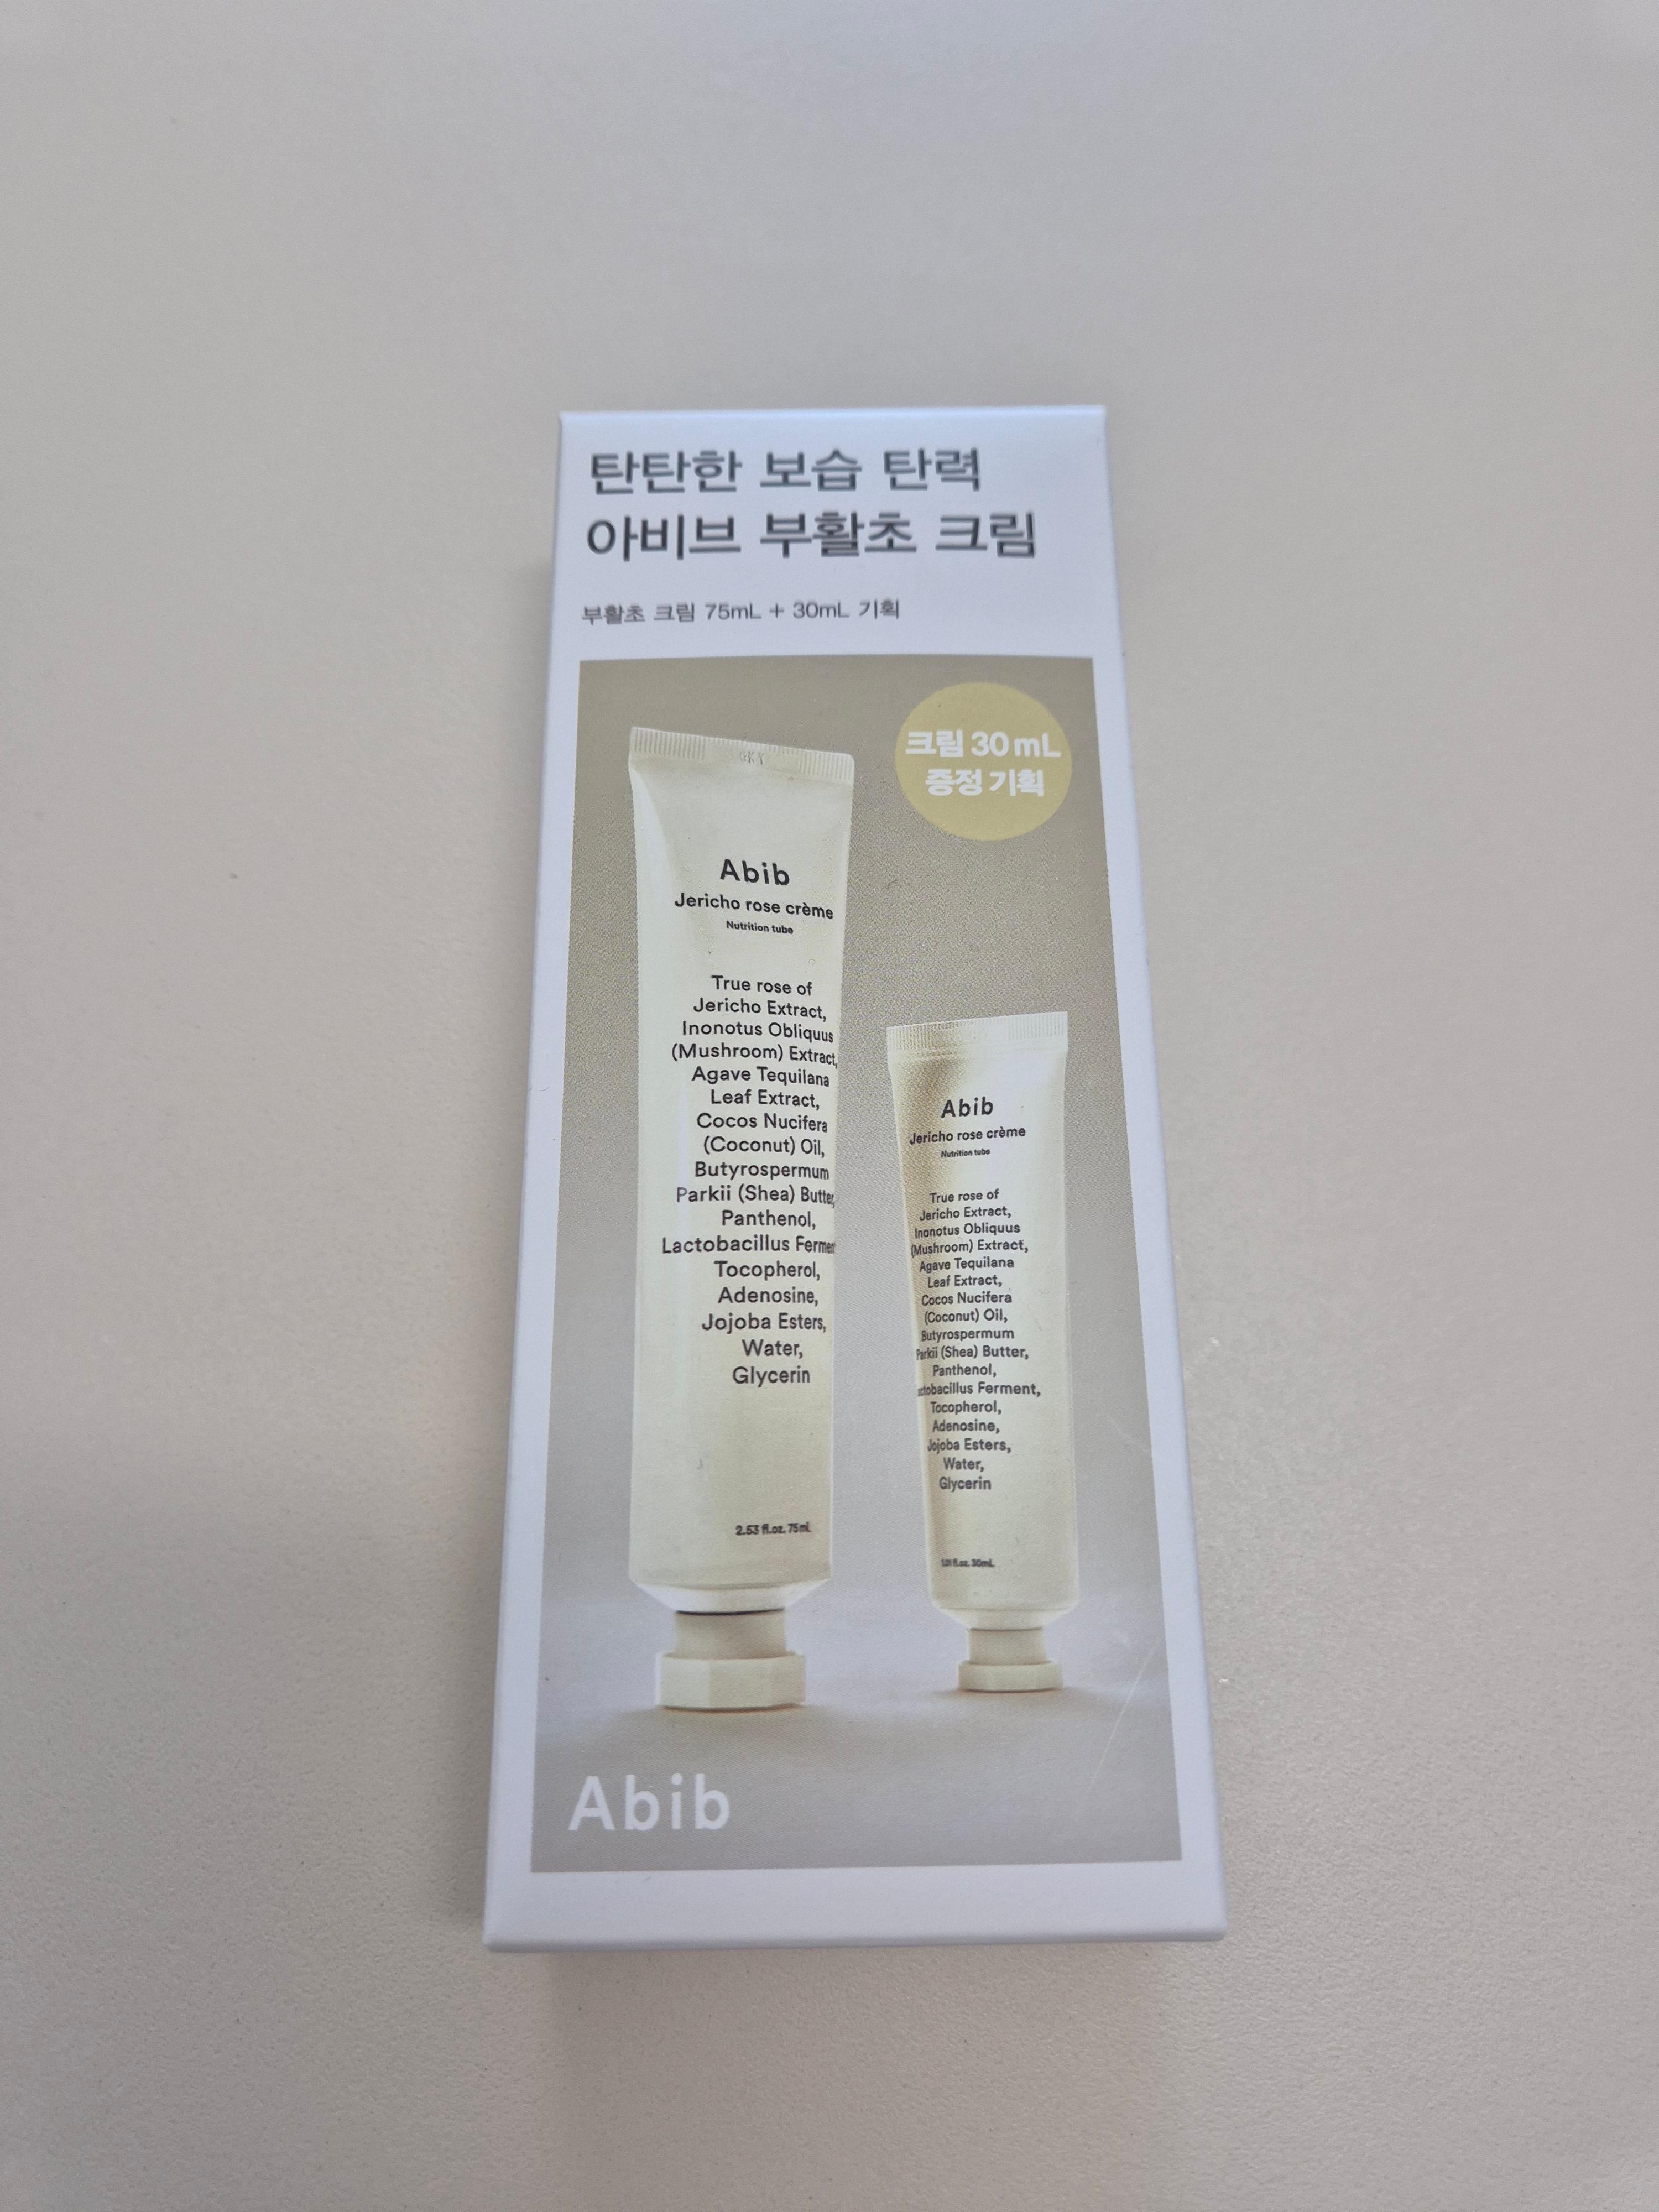 탄탄한 보습 탄력
아비브 부활초 크림
부활초 크림 75mL + 30mL 기획
크림 30 mL
증정 기획
Abib
Jericho rose crème
Nutrition tube
True rose of
Jericho Extract,
Inonotus Obliquus
(Mushroom) Extract,
Agave Tequilana
Leaf Extract,
Cocos Nucifera
(Coconut) Oil,
Butyrospermum
Parkii (Shea) Butter,
Panthenol,
Lactobacillus Ferment
Tocopherol,
Adenosine,
Jojoba Esters,
Water,
Glycerin
2.53 fl.oz. 75mL
Abib
Jericho rose crème
Nutrition tube
True rose of
Jericho Extract,
Inonotus Obliquus
(Mushroom) Extract,
Agave Tequilana
Leaf Extract,
Cocos Nucifera
(Coconut) Oil,
Butyrospermum
Parkii (Shea) Butter,
Panthenol,
Lactobacillus Ferment,
Tocopherol,
Adenosine,
Jojoba Esters,
Water,
Glycerin
1.01 fl.oz. 30mL
Abib